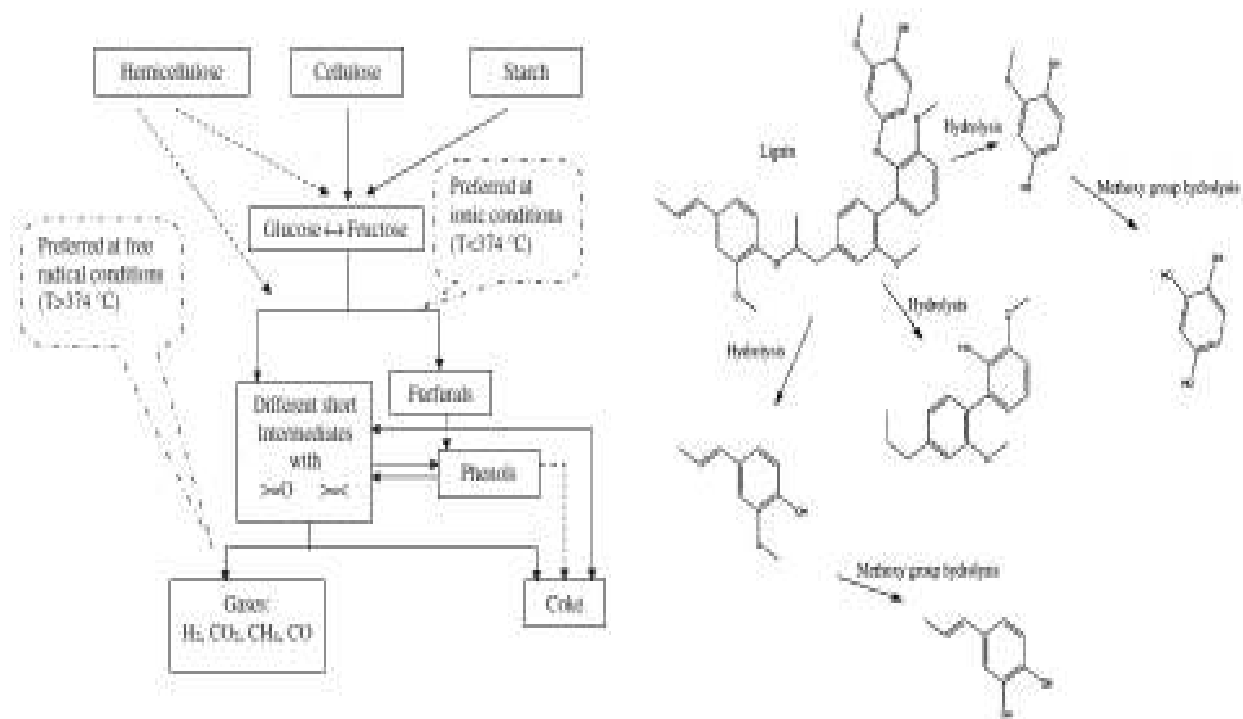 Hemicellulose
Cellulose
Starch
Preferred at
ionic conditions
(T<374 °C)
Glucose↔Fructose
Preferred at free
radical conditions
(T>374 °C)
Furfurals
Different short
Intermediates
with
>=O >=<
Phenols
Gases:
H₂, CO₂, CH₄, CO
Coke
Lignin
Hydrolysis
Methoxy group hydrolysis
Hydrolysis
Hydrolysis
Methoxy group hydrolysis
HO